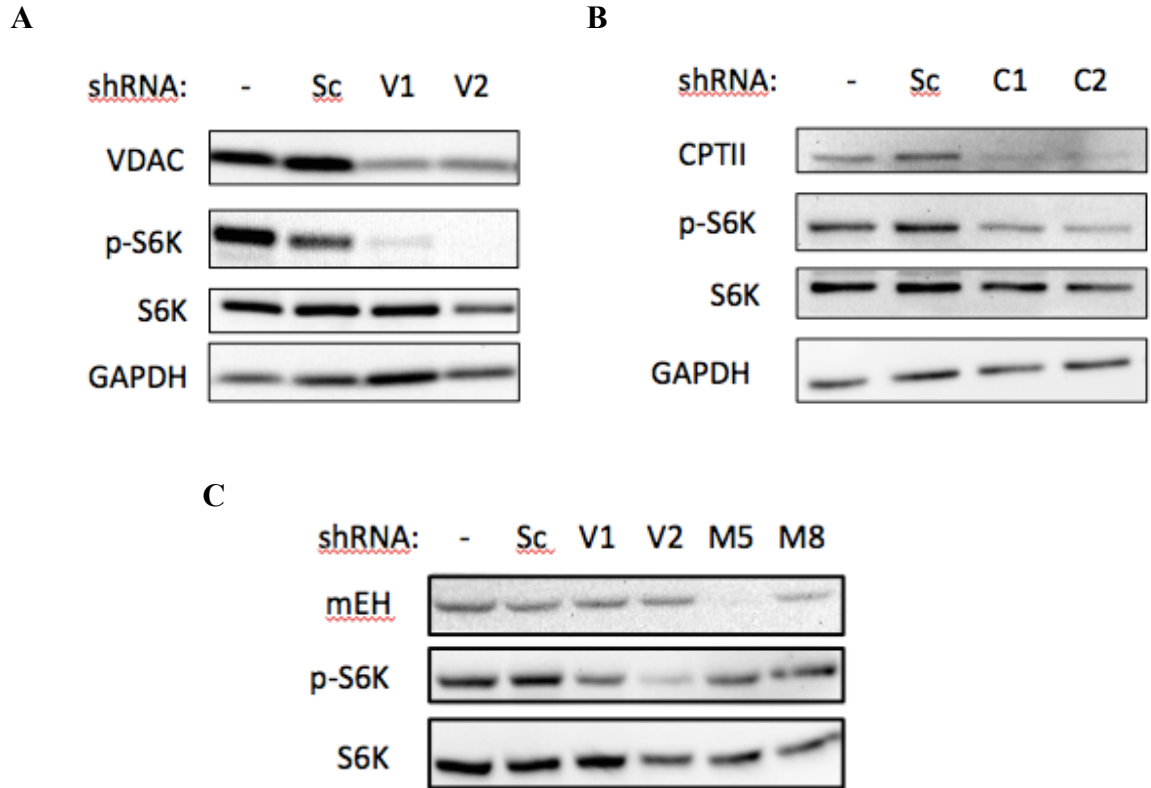 A
shRNA: - Sc V1 V2
VDAC
p-S6K
S6K
GAPDH
B
shRNA: - Sc C1 C2
CPTII
p-S6K
S6K
GAPDH
C
shRNA: - Sc V1 V2 M5 M8
mEH
p-S6K
S6K